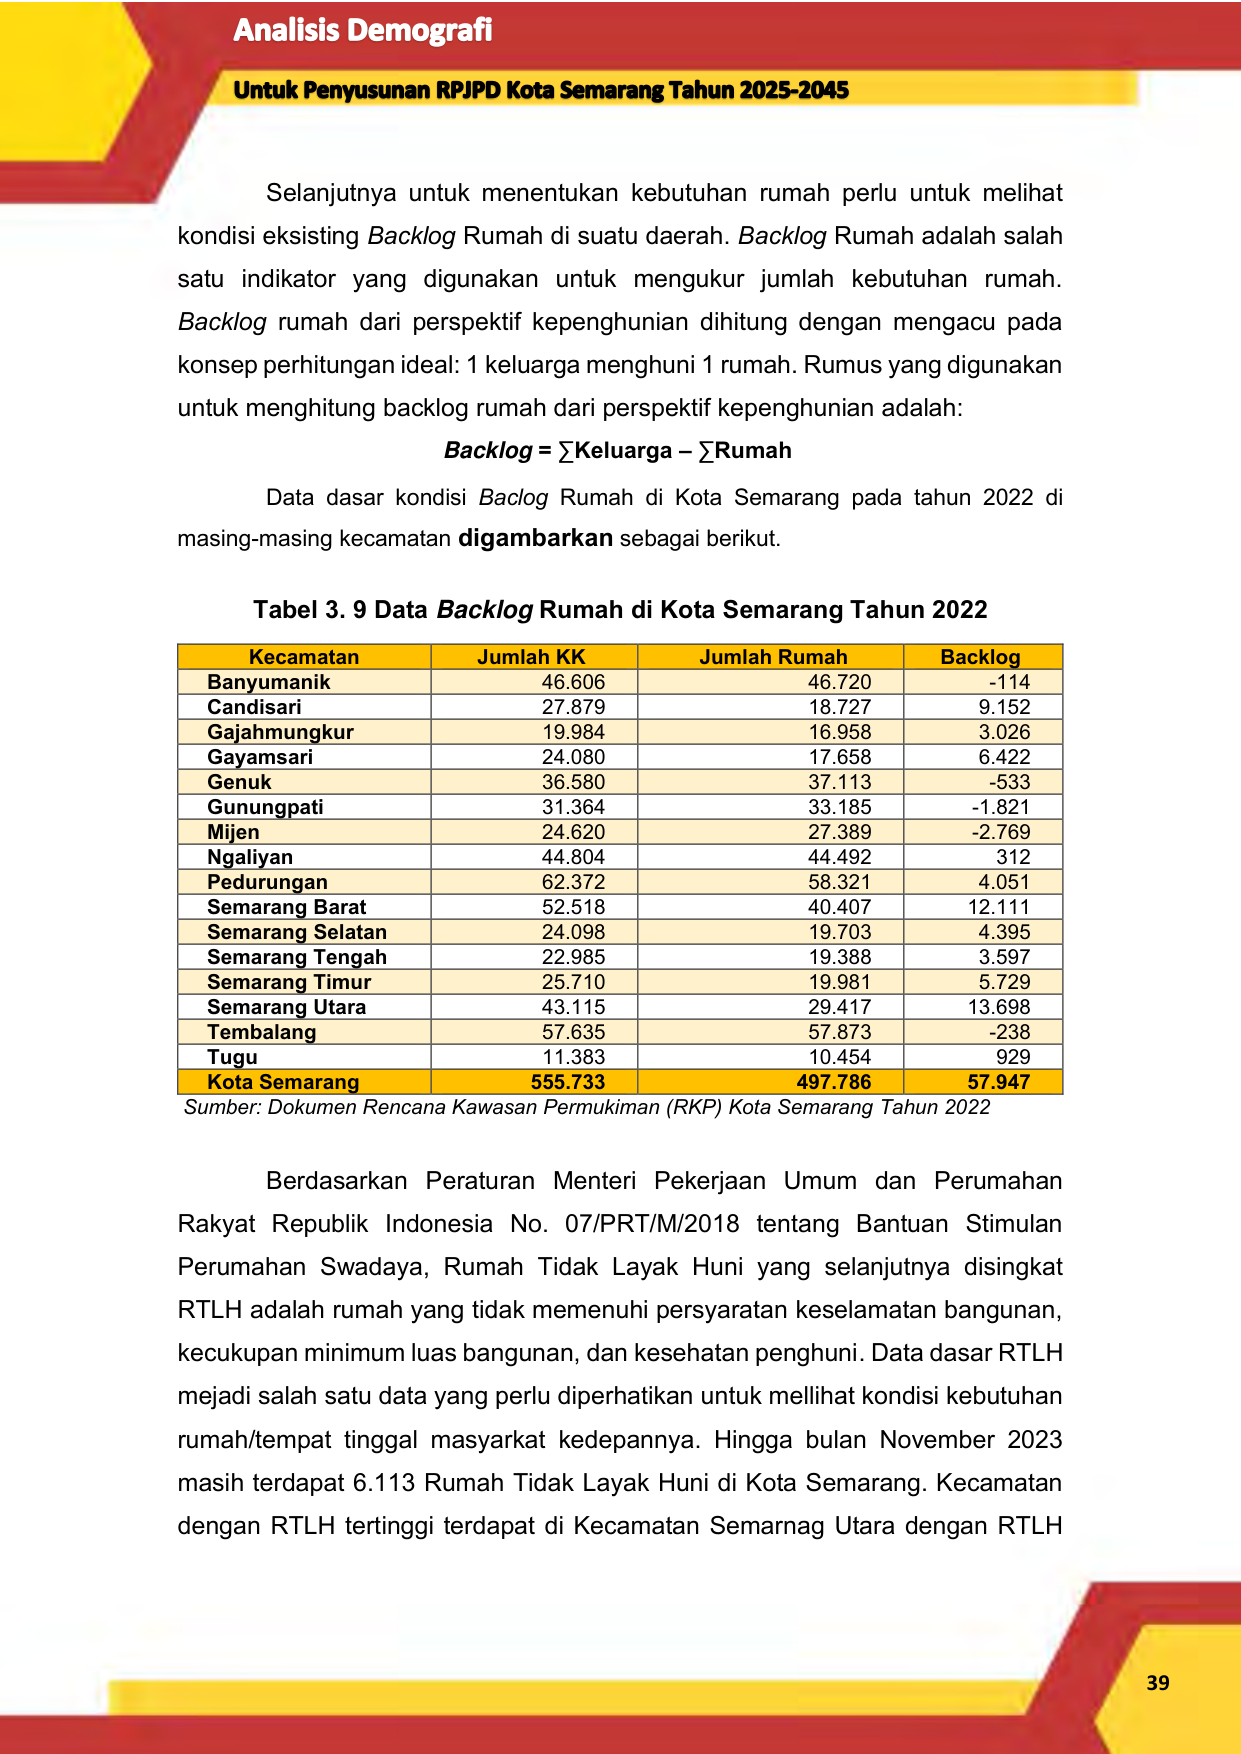 Analisis Demografi
Untuk Penyusunan RPJPD Kota Semarang Tahun 2025-2045
Selanjutnya untuk menentukan kebutuhan rumah perlu untuk melihat
kondisi eksisting Backlog Rumah di suatu daerah. Backlog Rumah adalah salah
satu indikator yang digunakan untuk mengukur jumlah kebutuhan rumah.
Backlog rumah dari perspektif kepenghunian dihitung dengan mengacu pada
konsep perhitungan ideal: 1 keluarga menghuni 1 rumah. Rumus yang digunakan
untuk menghitung backlog rumah dari perspektif kepenghunian adalah:
Backlog = ∑Keluarga – ∑Rumah
Data dasar kondisi Baclog Rumah di Kota Semarang pada tahun 2022 di
masing-masing kecamatan digambarkan sebagai berikut.
Tabel 3. 9 Data Backlog Rumah di Kota Semarang Tahun 2022
Kecamatan Jumlah KK Jumlah Rumah Backlog
Banyumanik 46.606 46.720 -114
Candisari 27.879 18.727 9.152
Gajahmungkur 19.984 16.958 3.026
Gayamsari 24.080 17.658 6.422
Genuk 36.580 37.113 -533
Gunungpati 31.364 33.185 -1.821
Mijen 24.620 27.389 -2.769
Ngaliyan 44.804 44.492 312
Pedurungan 62.372 58.321 4.051
Semarang Barat 52.518 40.407 12.111
Semarang Selatan 24.098 19.703 4.395
Semarang Tengah 22.985 19.388 3.597
Semarang Timur 25.710 19.981 5.729
Semarang Utara 43.115 29.417 13.698
Tembalang 57.635 57.873 -238
Tugu 11.383 10.454 929
Kota Semarang 555.733 497.786 57.947
Sumber: Dokumen Rencana Kawasan Permukiman (RKP) Kota Semarang Tahun 2022
Berdasarkan Peraturan Menteri Pekerjaan Umum dan Perumahan
Rakyat Republik Indonesia No. 07/PRT/M/2018 tentang Bantuan Stimulan
Perumahan Swadaya, Rumah Tidak Layak Huni yang selanjutnya disingkat
RTLH adalah rumah yang tidak memenuhi persyaratan keselamatan bangunan,
kecukupan minimum luas bangunan, dan kesehatan penghuni. Data dasar RTLH
mejadi salah satu data yang perlu diperhatikan untuk mellihat kondisi kebutuhan
rumah/tempat tinggal masyarkat kedepannya. Hingga bulan November 2023
masih terdapat 6.113 Rumah Tidak Layak Huni di Kota Semarang. Kecamatan
dengan RTLH tertinggi terdapat di Kecamatan Semarnag Utara dengan RTLH
39